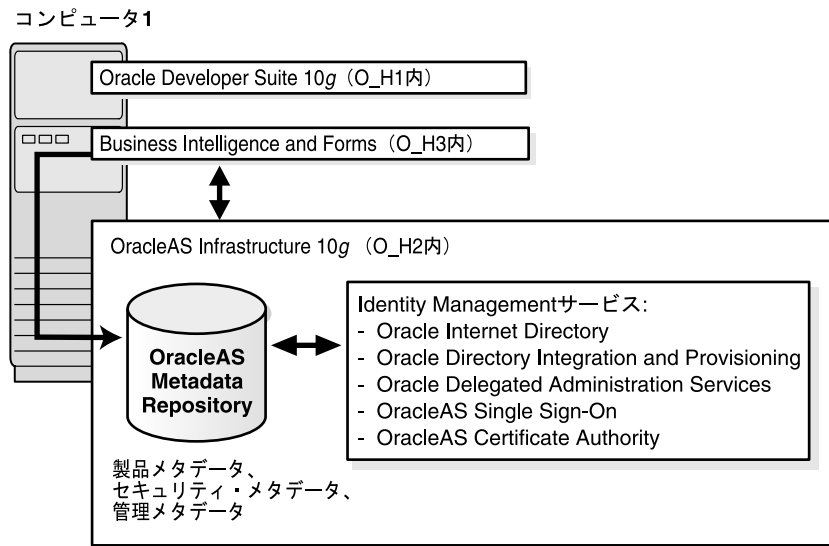 コンピュータ1
Oracle Developer Suite 10g（O_H1内）
Business Intelligence and Forms（O_H3内）
OracleAS Infrastructure 10g （O_H2内）
OracleAS
Metadata
Repository
製品メタデータ、
セキュリティ・メタデータ、
管理メタデータ
Identity Managementサービス:
- Oracle Internet Directory
- Oracle Directory Integration and Provisioning
- Oracle Delegated Administration Services
- OracleAS Single Sign-On
- OracleAS Certificate Authority